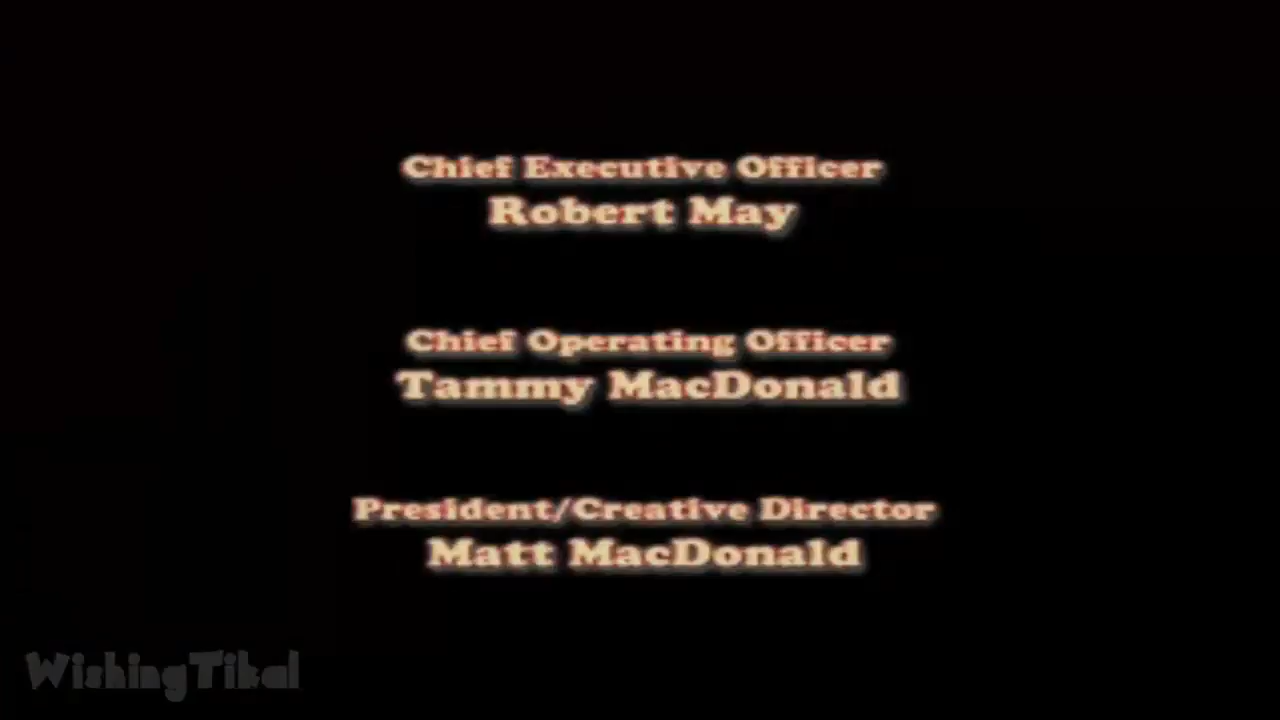 Chief Executive Officer
Robert May
Chief Operating Officer
Tammy MacDonald
President/Creative Director
Matt MacDonald
WishingTikal